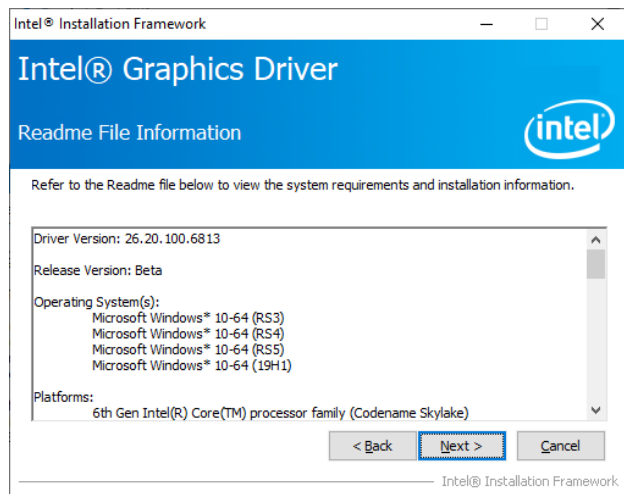 Intel® Installation Framework
Intel® Graphics Driver
Readme File Information
intel
Refer to the Readme file below to view the system requirements and installation information.
Driver Version: 26.20.100.6813
Release Version: Beta
Operating System(s):
Microsoft Windows* 10-64 (RS3)
Microsoft Windows* 10-64 (RS4)
Microsoft Windows* 10-64 (RS5)
Microsoft Windows* 10-64 (19H1)
Platforms:
6th Gen Intel(R) Core(TM) processor family (Codename Skylake)
< Back Next > Cancel
Intel® Installation Framework